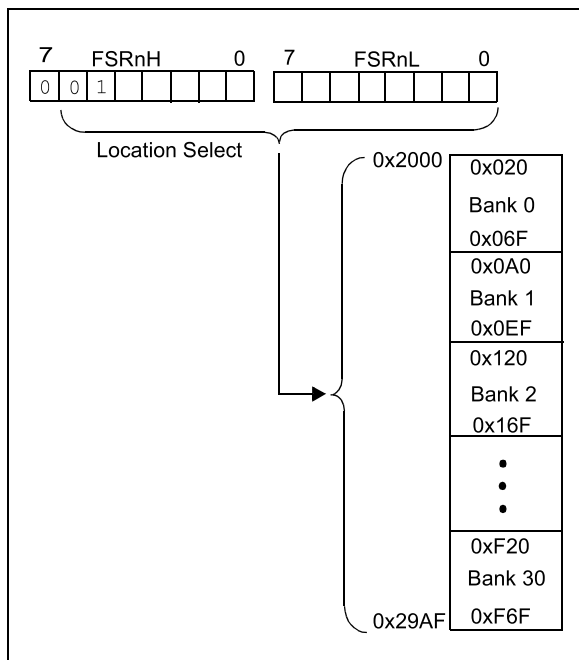 7 FSRnH 0 7 FSRnL 0
0 0 1
Location Select
0x2000
0x020
Bank 0
0x06F
0x0A0
Bank 1
0x0EF
0x120
Bank 2
0x16F
0xF20
Bank 30
0xF6F
0x29AF